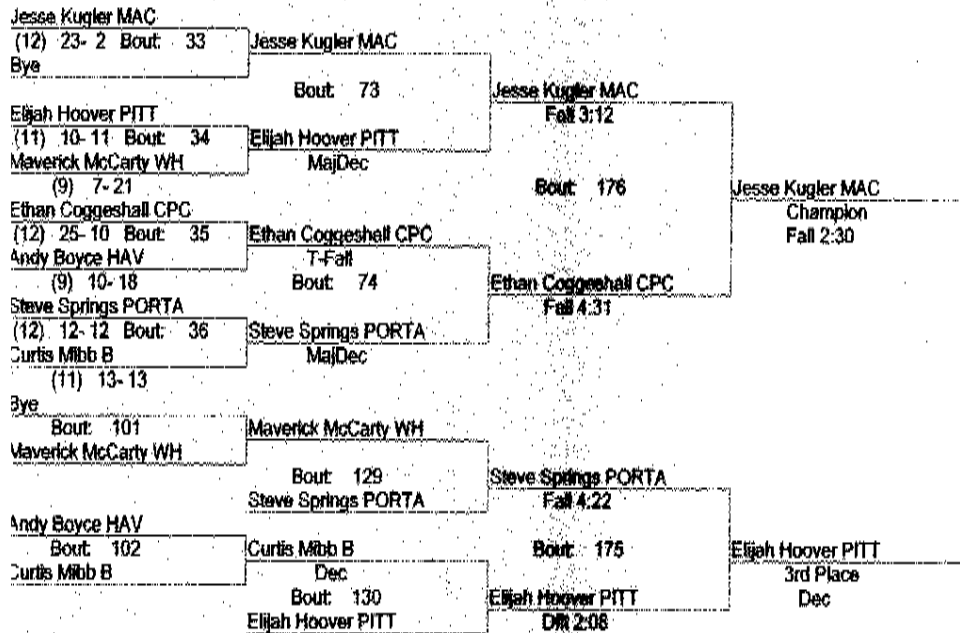 Jesse Kugler MAC
(12) 23- 2 Bout: 33
Bye
Jesse Kugler MAC
Bout: 73
Elijah Hoover PITT
(11) 10- 11 Bout: 34
Maverick McCarty WH
(9) 7- 21
Elijah Hoover PITT
MajDec
Jesse Kugler MAC
Fall 3:12
Bout: 176
Ethan Coggeshall CPC
(12) 25- 10 Bout: 35
Andy Boyce HAV
(9) 10- 18
Ethan Coggeshall CPC
T-Fall
Bout: 74
Steve Springs PORTA
(12) 12- 12 Bout: 36
Curtis Mibb B
(11) 13- 13
Steve Springs PORTA
MajDec
Ethan Coggeshall CPC
Fall 4:31
Jesse Kugler MAC
Champion
Fall 2:30
Bye
Bout: 101
Maverick McCarty WH
Maverick McCarty WH
Bout: 129
Steve Springs PORTA
Steve Springs PORTA
Fall 4:22
Bout: 175
Andy Boyce HAV
Bout: 102
Curtis Mibb B
Curtis Mibb B
Dec
Bout: 130
Elijah Hoover PITT
Elijah Hoover PITT
Dflt 2:08
Elijah Hoover PITT
3rd Place
Dec